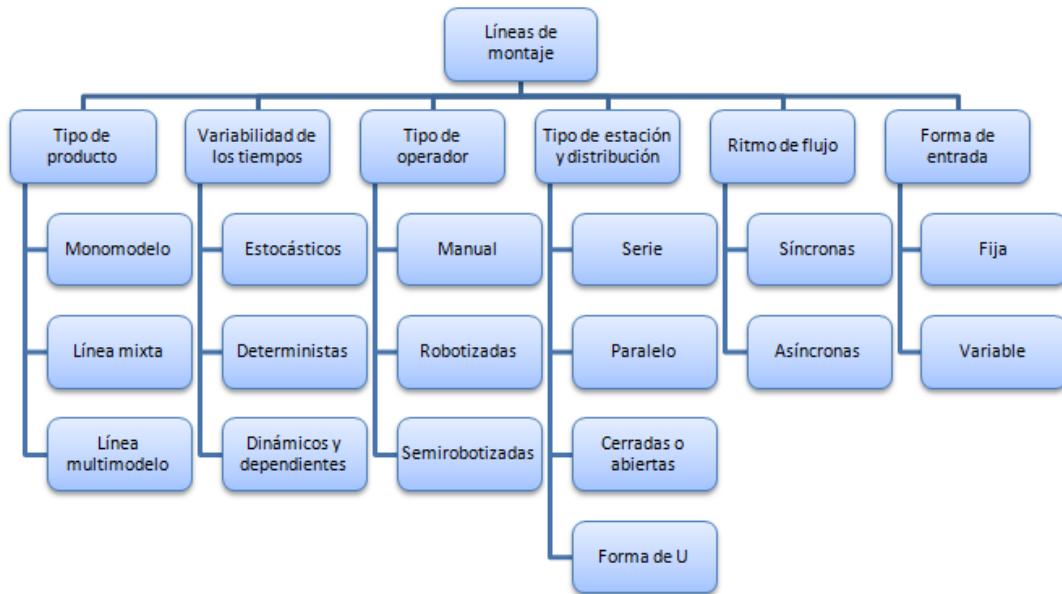 Líneas de
montaje
Tipo de
producto
Variabilidad de
los tiempos
Tipo de
operador
Tipo de estación
y distribución
Ritmo de flujo
Forma de
entrada
Monomodelo
Estocásticos
Manual
Serie
Síncronas
Fija
Línea mixta
Deterministas
Robotizadas
Paralelo
Asíncronas
Variable
Línea
multimodelo
Dinámicos y
dependientes
Semirobotizadas
Cerradas o
abiertas
Forma de U